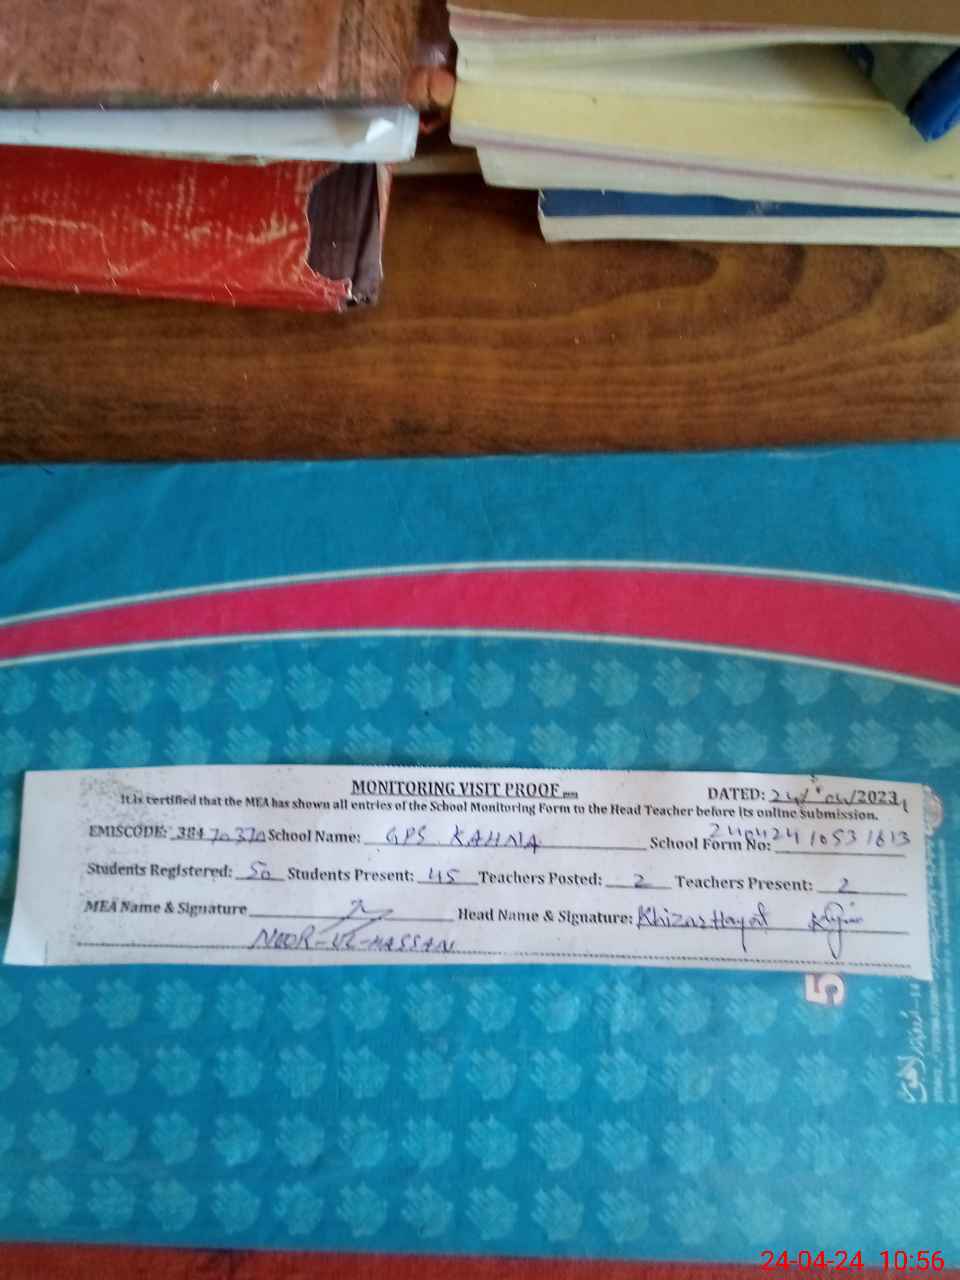 MONITORING VISIT PROOF
DATED: 24/04/2024
It is certified that the MEA has shown all entries of the School Monitoring Form to the Head Teacher before its online submission.
EMISCODE: 38470370 School Name: GPS KAHNA School Form No: 24042410531613
Students Registered: 50 Students Present: 45 Teachers Posted: 2 Teachers Present: 2
MEA Name & Signature Head Name & Signature: Khizar Hayat
NOOR-UL-HASSAN
5
24-04-24 10:56